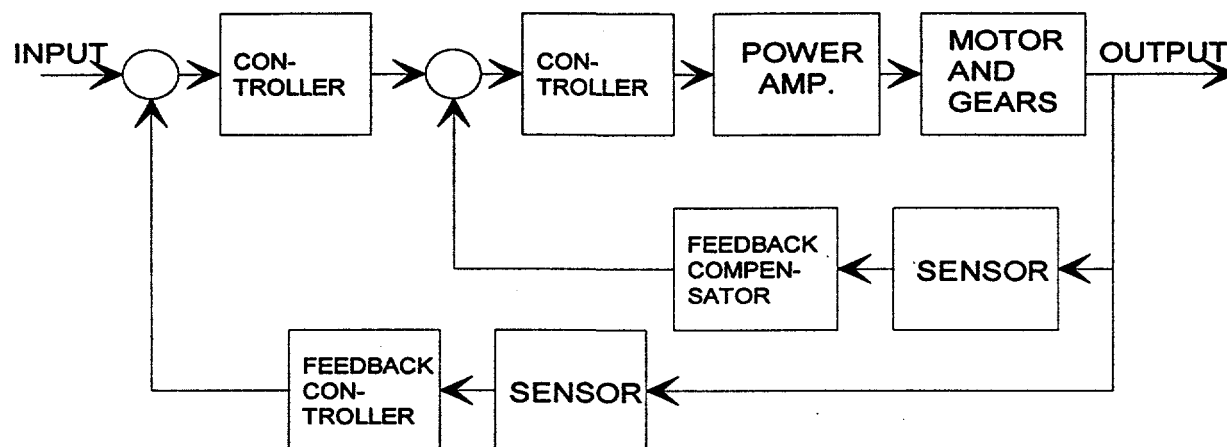 INPUT
CON-
TROLLER
CON-
TROLLER
POWER
AMP.
MOTOR
AND
GEARS
OUTPUT
FEEDBACK
COMPEN-
SATOR
SENSOR
FEEDBACK
CON-
TROLLER
SENSOR